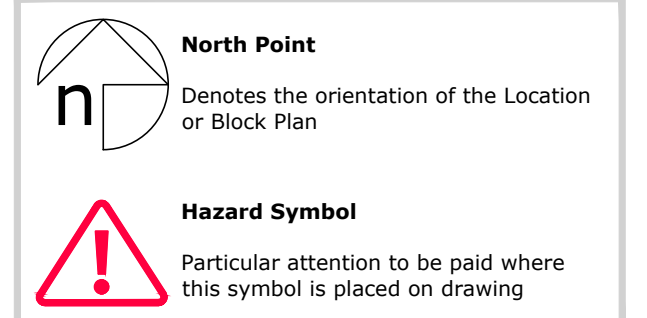 North Point
n
Denotes the orientation of the Location
or Block Plan
Hazard Symbol
!
Particular attention to be paid where
this symbol is placed on drawing